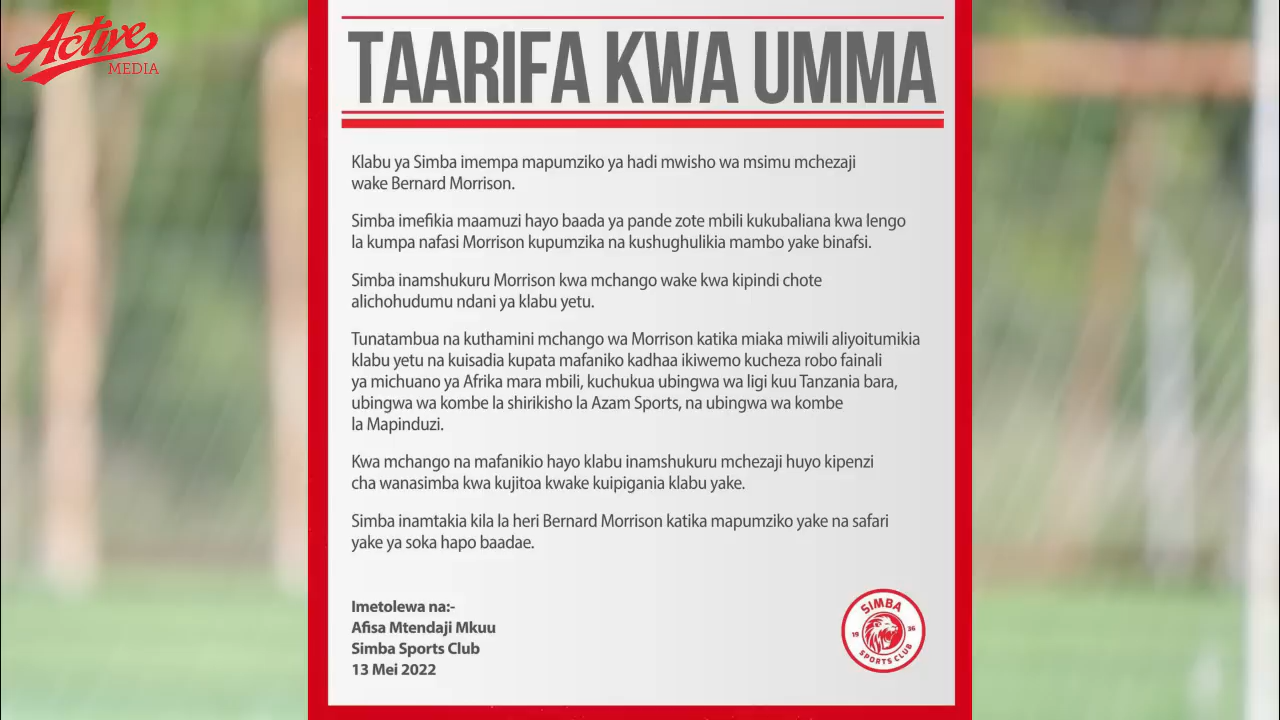 Active
MEDIA
TAARIFA KWA UMMA
Klabu ya Simba imempa mapumziko ya hadi mwisho wa msimu mchezaji
wake Bernard Morrison.
Simba imefikia maamuzi hayo baada ya pande zote mbili kukubaliana kwa lengo
la kumpa nafasi Morrison kupumzika na kushughulikia mambo yake binafsi.
Simba inamshukuru Morrison kwa mchango wake kwa kipindi chote
alichohudumu ndani ya klabu yetu.
Tunatambua na kuthamini mchango wa Morrison katika miaka miwili aliyoitumikia
klabu yetu na kuisadia kupata mafaniko kadhaa ikiwemo kucheza robo fainali
ya michuano ya Afrika mara mbili, kuchukua ubingwa wa ligi kuu Tanzania bara,
ubingwa wa kombe la shirikisho la Azam Sports, na ubingwa wa kombe
la Mapinduzi.
Kwa mchango na mafanikio hayo klabu inamshukuru mchezaji huyo kipenzi
cha wanasimba kwa kujitoa kwake kuipigania klabu yake.
Simba inamtakia kila la heri Bernard Morrison katika mapumziko yake na safari
yake ya soka hapo baadae.
Imetolewa na:-
Afisa Mtendaji Mkuu
Simba Sports Club
13 Mei 2022
SIMBA
19 36
SPORTS CLUB